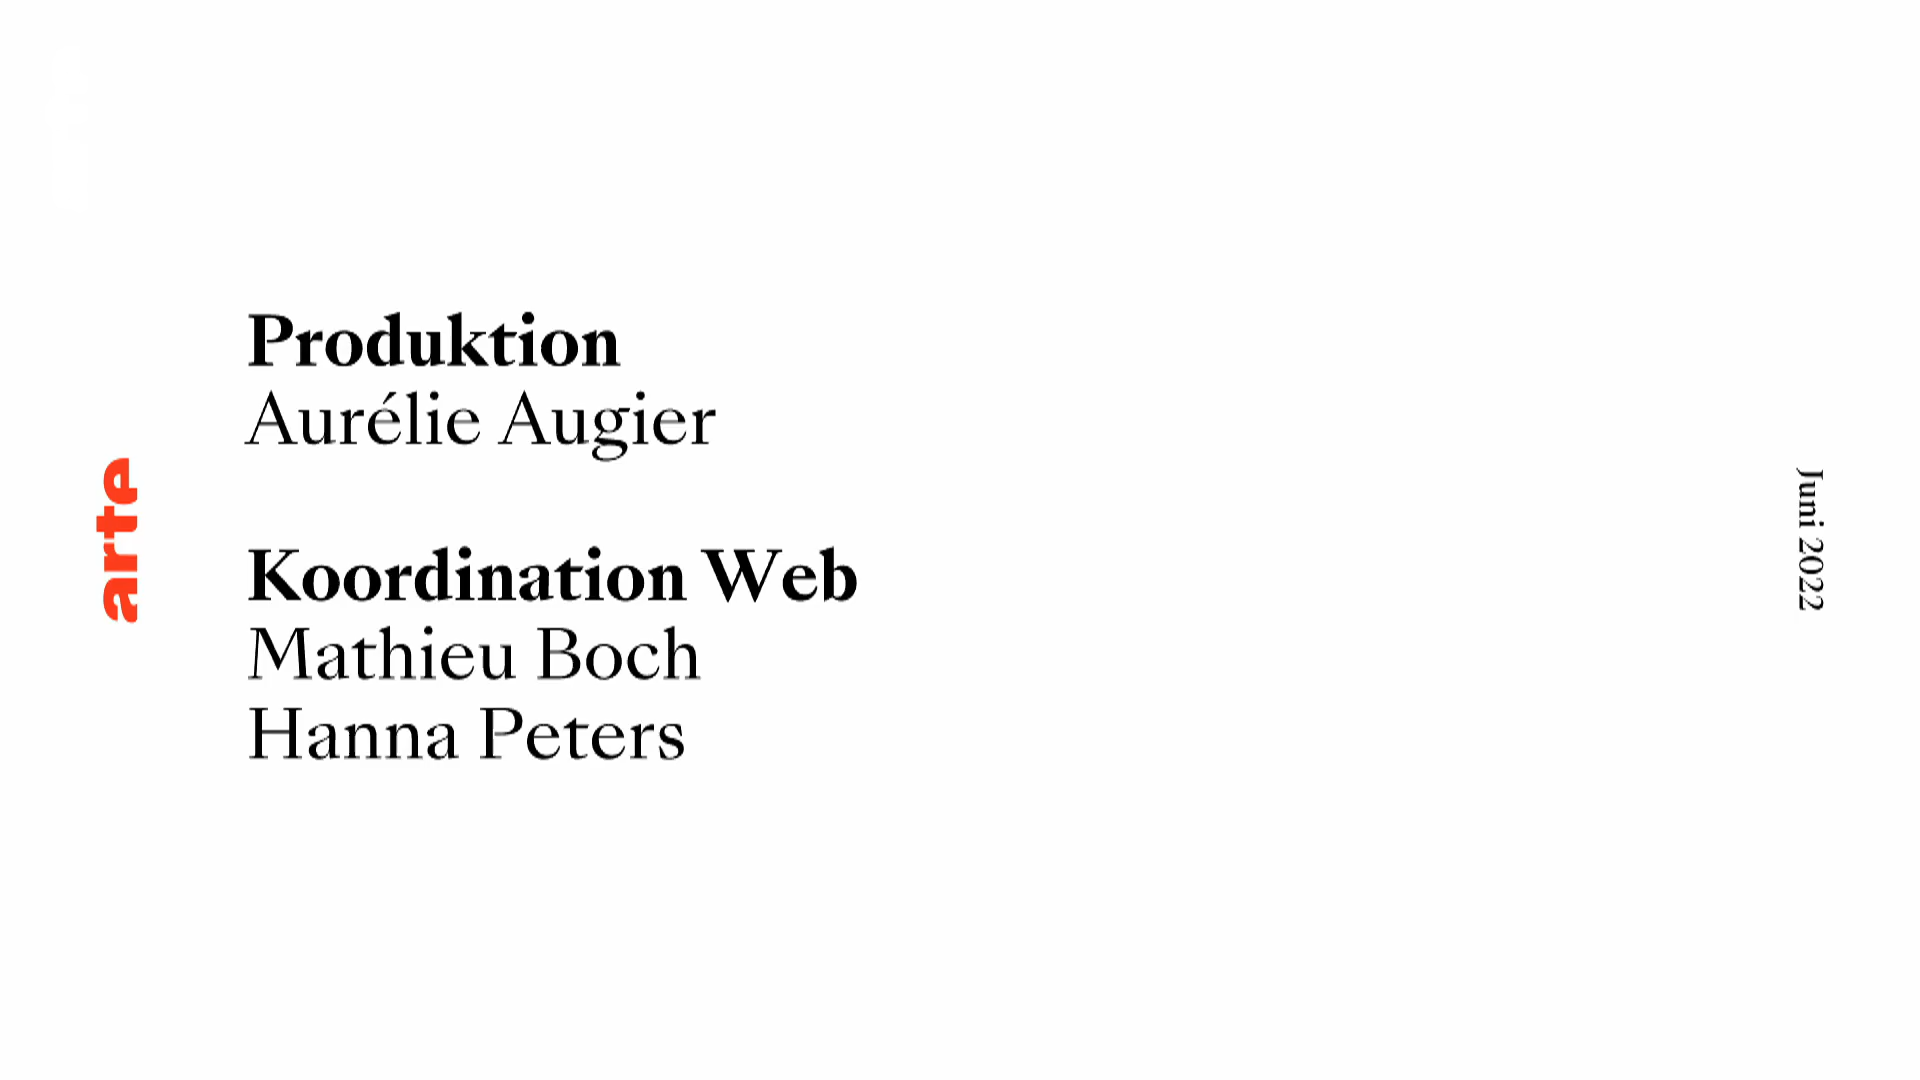 Produktion
Aurélie Augier
Koordination Web
Mathieu Boch
Hanna Peters
arte
Juni 2022